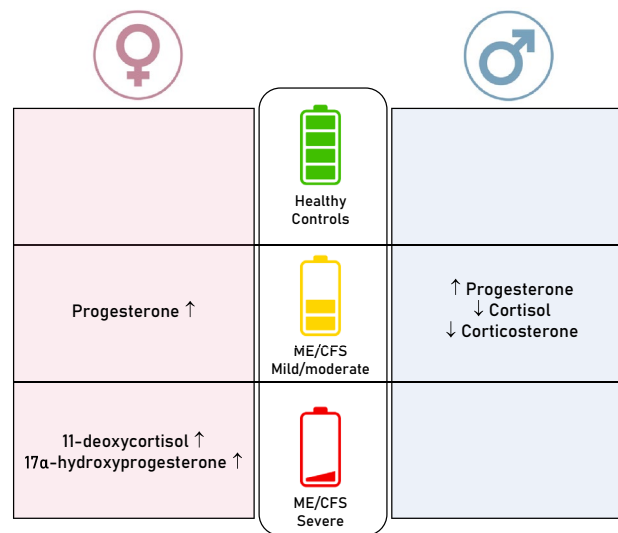 Healthy
Controls
Progesterone ↑
ME/CFS
Mild/moderate
↑ Progesterone
↓ Cortisol
↓ Corticosterone
11-deoxycortisol ↑
17α-hydroxyprogesterone ↑
ME/CFS
Severe